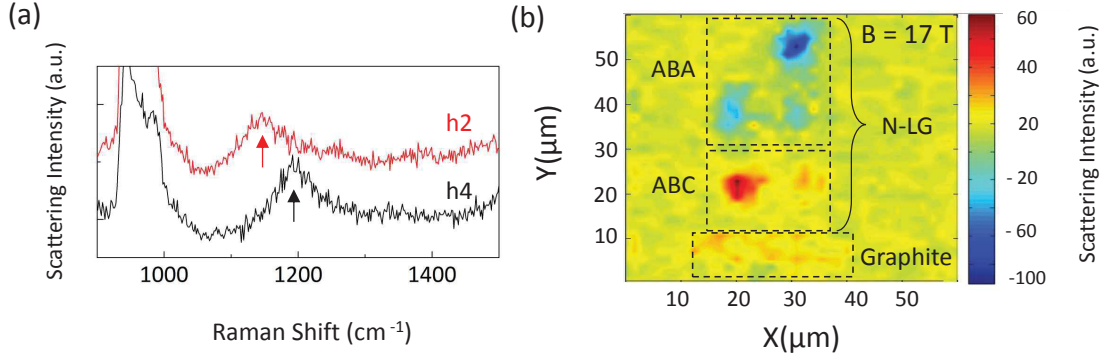 (a)
Scattering Intensity (a.u.)
h2
h4
1000
1200
1400
Raman Shift (cm⁻¹)
(b)
B = 17 T
ABA
N-LG
ABC
Graphite
Y(μm)
50
40
30
20
10
10
20
30
40
50
X(μm)
60
40
20
-20
- 60
-100
Scattering Intensity (a.u.)